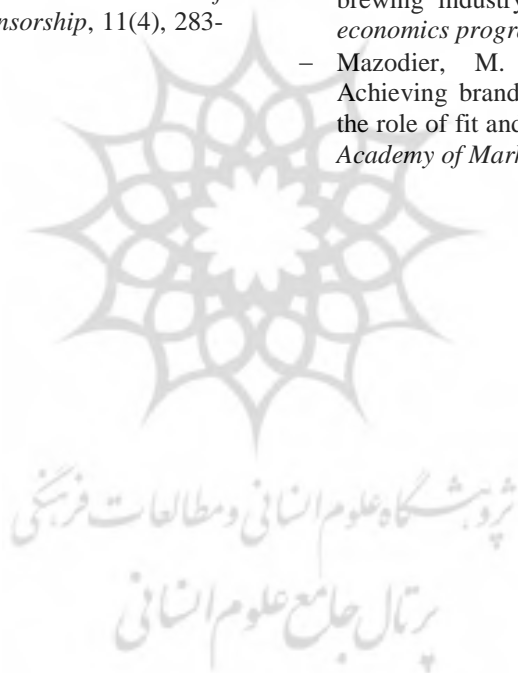 nsorship, 11(4), 283-
brewing industry
economics progra
– Mazodier, M.
Achieving brand
the role of fit and
Academy of Mark
پژوهشگاه علوم انسانی و مطالعات فرهنگی
پرتال جامع علوم انسانی